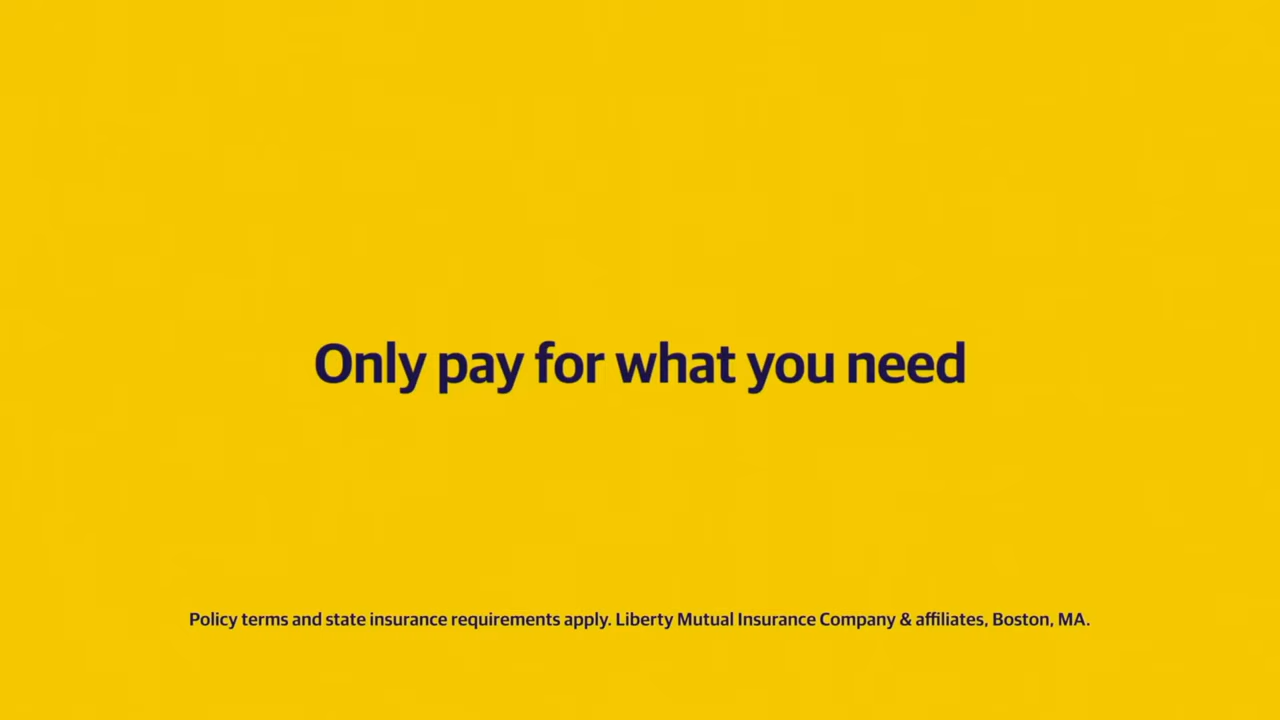 Only pay for what you need
Policy terms and state insurance requirements apply. Liberty Mutual Insurance Company & affiliates, Boston, MA.